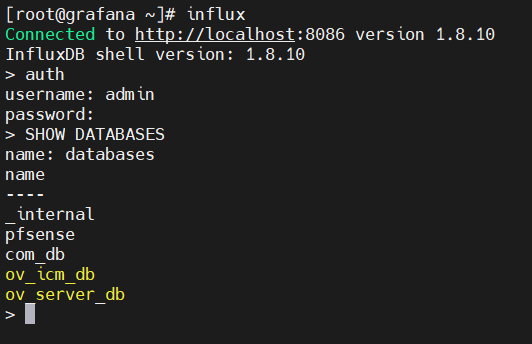 [root@grafana ~]# influx
Connected to http://localhost:8086 version 1.8.10
InfluxDB shell version: 1.8.10
> auth
username: admin
password:
> SHOW DATABASES
name: databases
name
----
_internal
pfsense
com_db
ov_icm_db
ov_server_db
>